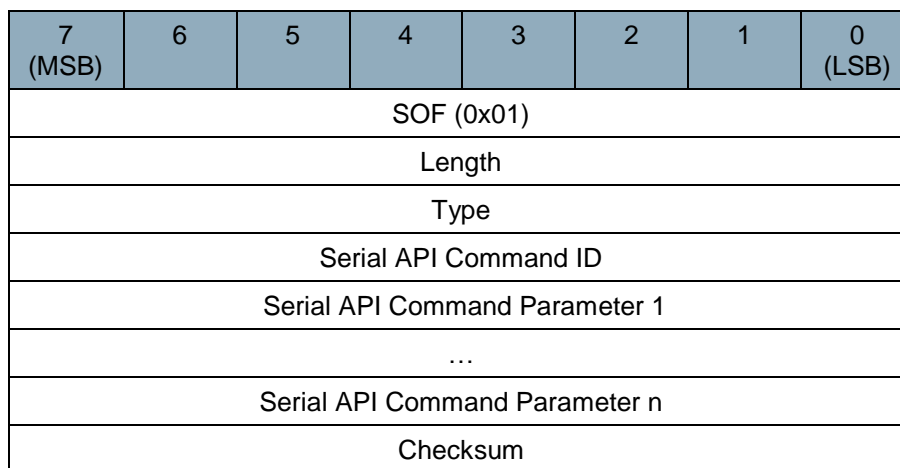 7 6 5 4 3 2 1 0
(MSB) (LSB)
SOF (0x01)
Length
Type
Serial API Command ID
Serial API Command Parameter 1
…
Serial API Command Parameter n
Checksum